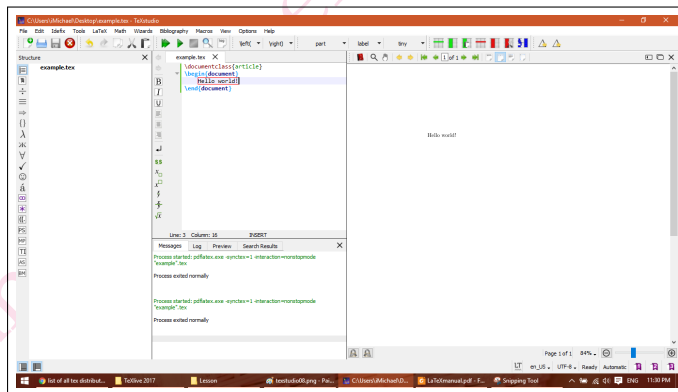 C:\Users\iMichael\Desktop\example.tex - TeXstudio
File Edit Idefix Tools LaTeX Math Wizards Bibliography Macros View Options Help
\left( \right) part label tiny
1 of 1
Structure
example.tex
example.tex
\documentclass{article}
\begin{document}
Hello world!
\end{document}
Hello world!
Line: 3 Column: 16 INSERT
Messages Log Preview Search Results
Process started: pdflatex.exe -synctex=1 -interaction=nonstopmode
"example".tex
Process exited normally
Process started: pdflatex.exe -synctex=1 -interaction=nonstopmode
"example".tex
Process exited normally
Page 1 of 1 84%
LT en_US UTF-8 Ready Automatic
list of all tex distribut... TeXlive 2017 Lesson texstudio08.png - Pai... C:\Users\iMichael\D... LaTeXmanual.pdf - F... Snipping Tool ENG 11:30 PM